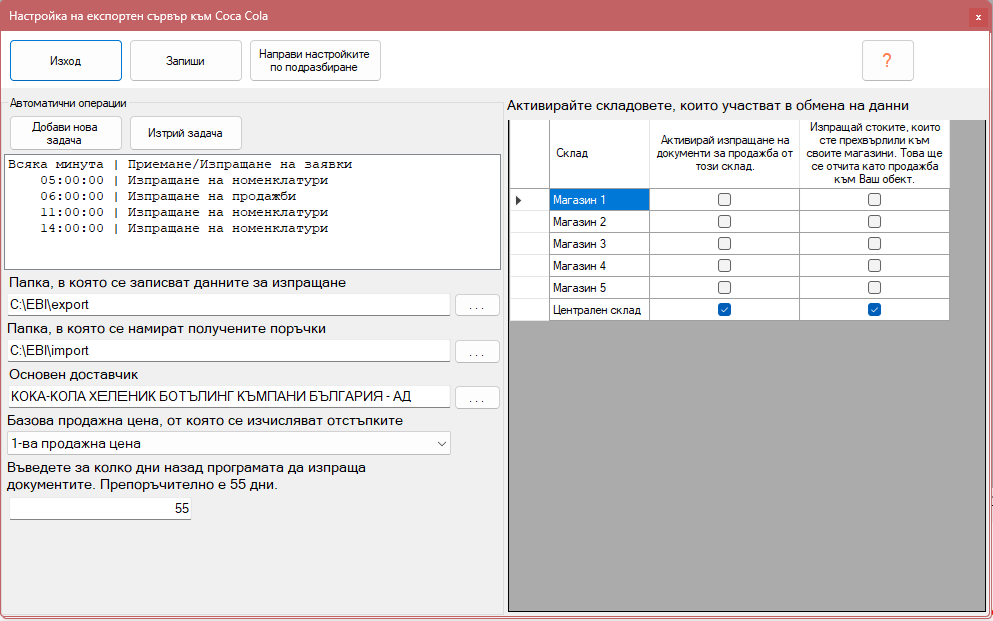 Настройка на експортен сървър към Coca Cola
x
Изход
Запиши
Направи настройките
по подразбиране
?
Автоматични операции
Добави нова
задача
Изтрий задача
Всяка минута | Приемане/Изпращане на заявки
05:00:00 | Изпращане на номенклатури
06:00:00 | Изпращане на продажби
11:00:00 | Изпращане на номенклатури
14:00:00 | Изпращане на номенклатури
Папка, в която се записват данните за изпращане
C:\EBI\export
...
Папка, в която се намират получените поръчки
C:\EBI\import
...
Основен доставчик
КОКА-КОЛА ХЕЛЕНИК БОТЪЛИНГ КЪМПАНИ БЪЛГАРИЯ - АД
...
Базова продажна цена, от която се изчисляват отстъпките
1-ва продажна цена
Въведете за колко дни назад програмата да изпраща
документите. Препоръчително е 55 дни.
55
Активирайте складовете, които участват в обмена на данни
Склад
Активирай изпращане на
документи за продажба от
този склад.
Изпращай стоките, които
сте прехвърлили към
своите магазини. Това ще
се отчита като продажба
към Ваш обект.
Магазин 1
Магазин 2
Магазин 3
Магазин 4
Магазин 5
Централен склад